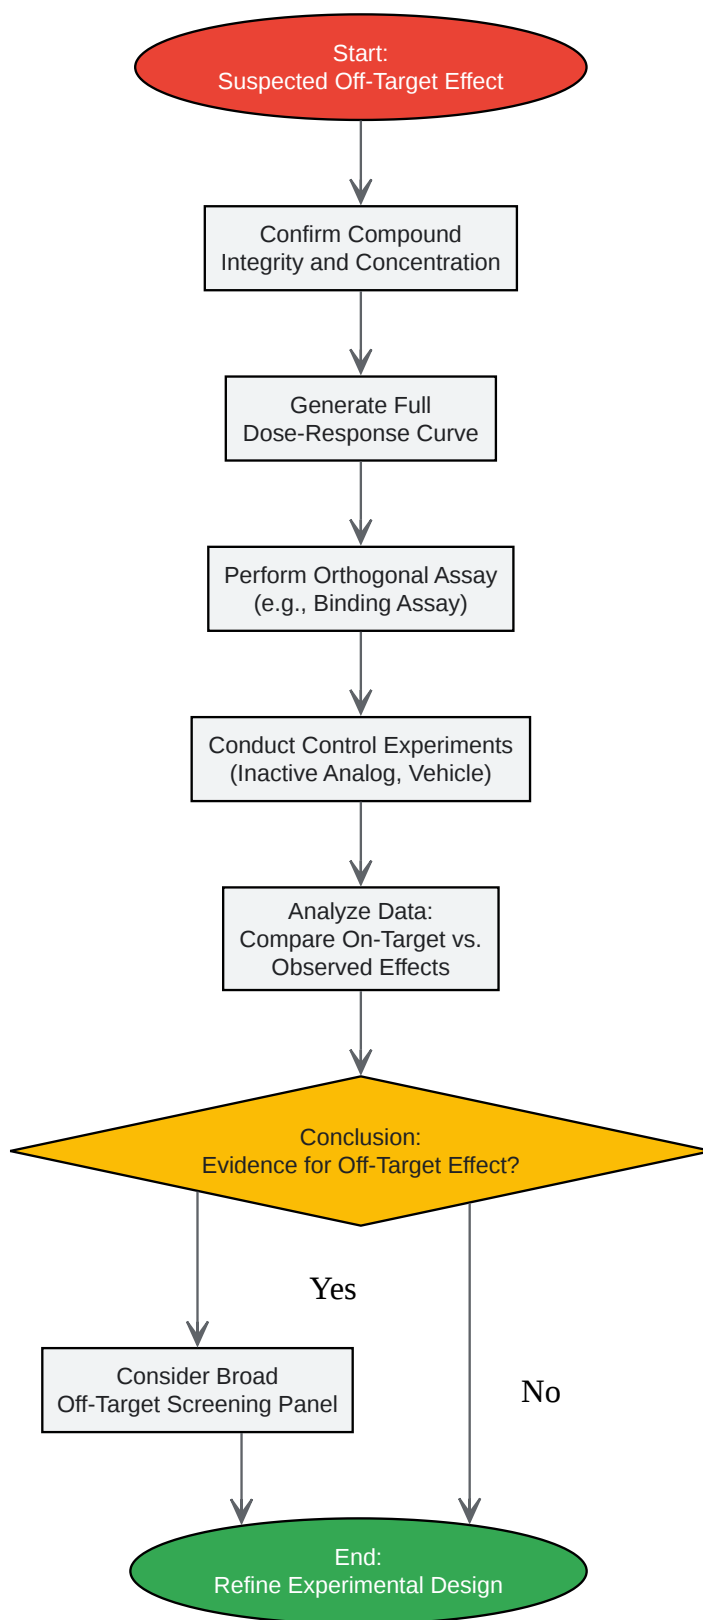 Start:
Suspected Off-Target Effect
Confirm Compound
Integrity and Concentration
Generate Full
Dose-Response Curve
Perform Orthogonal Assay
(e.g., Binding Assay)
Conduct Control Experiments
(Inactive Analog, Vehicle)
Analyze Data:
Compare On-Target vs.
Observed Effects
Conclusion:
Evidence for Off-Target Effect?
Yes
Consider Broad
Off-Target Screening Panel
No
End:
Refine Experimental Design